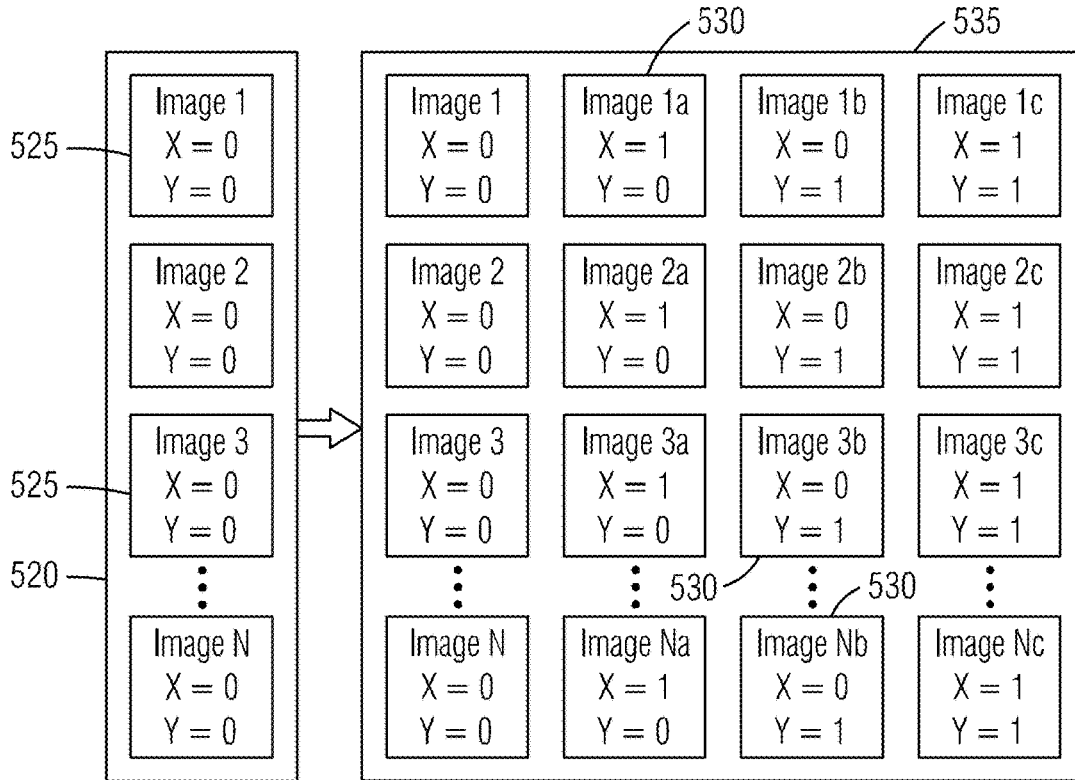 530
535
525
Image 1
X = 0
Y = 0
Image 1
X = 0
Y = 0
Image 1a
X = 1
Y = 0
Image 1b
X = 0
Y = 1
Image 1c
X = 1
Y = 1
Image 2
X = 0
Y = 0
Image 2
X = 0
Y = 0
Image 2a
X = 1
Y = 0
Image 2b
X = 0
Y = 1
Image 2c
X = 1
Y = 1
525
520
Image 3
X = 0
Y = 0
Image 3
X = 0
Y = 0
Image 3a
X = 1
Y = 0
Image 3b
X = 0
Y = 1
Image 3c
X = 1
Y = 1
530
530
Image N
X = 0
Y = 0
Image N
X = 0
Y = 0
Image Na
X = 1
Y = 0
Image Nb
X = 0
Y = 1
Image Nc
X = 1
Y = 1